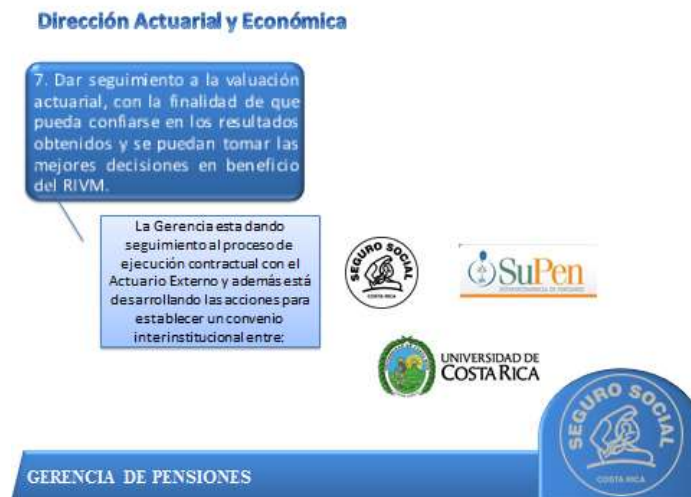 Dirección Actuarial y Económica
7. Dar seguimiento a la valuación
actuarial, con la finalidad de que
pueda confiarse en los resultados
obtenidos y se puedan tomar las
mejores decisiones en beneficio
del RIVM.
La Gerencia esta dando
seguimiento al proceso de
ejecución contractual con el
Actuario Externo y además está
desarrollando las acciones para
establecer un convenio
interinstitucional entre:
SEGURO SOCIAL
COSTA RICA
SuPen
UNIVERSIDAD DE
COSTA RICA
SEGURO SOCIAL
COSTA RICA
GERENCIA DE PENSIONES